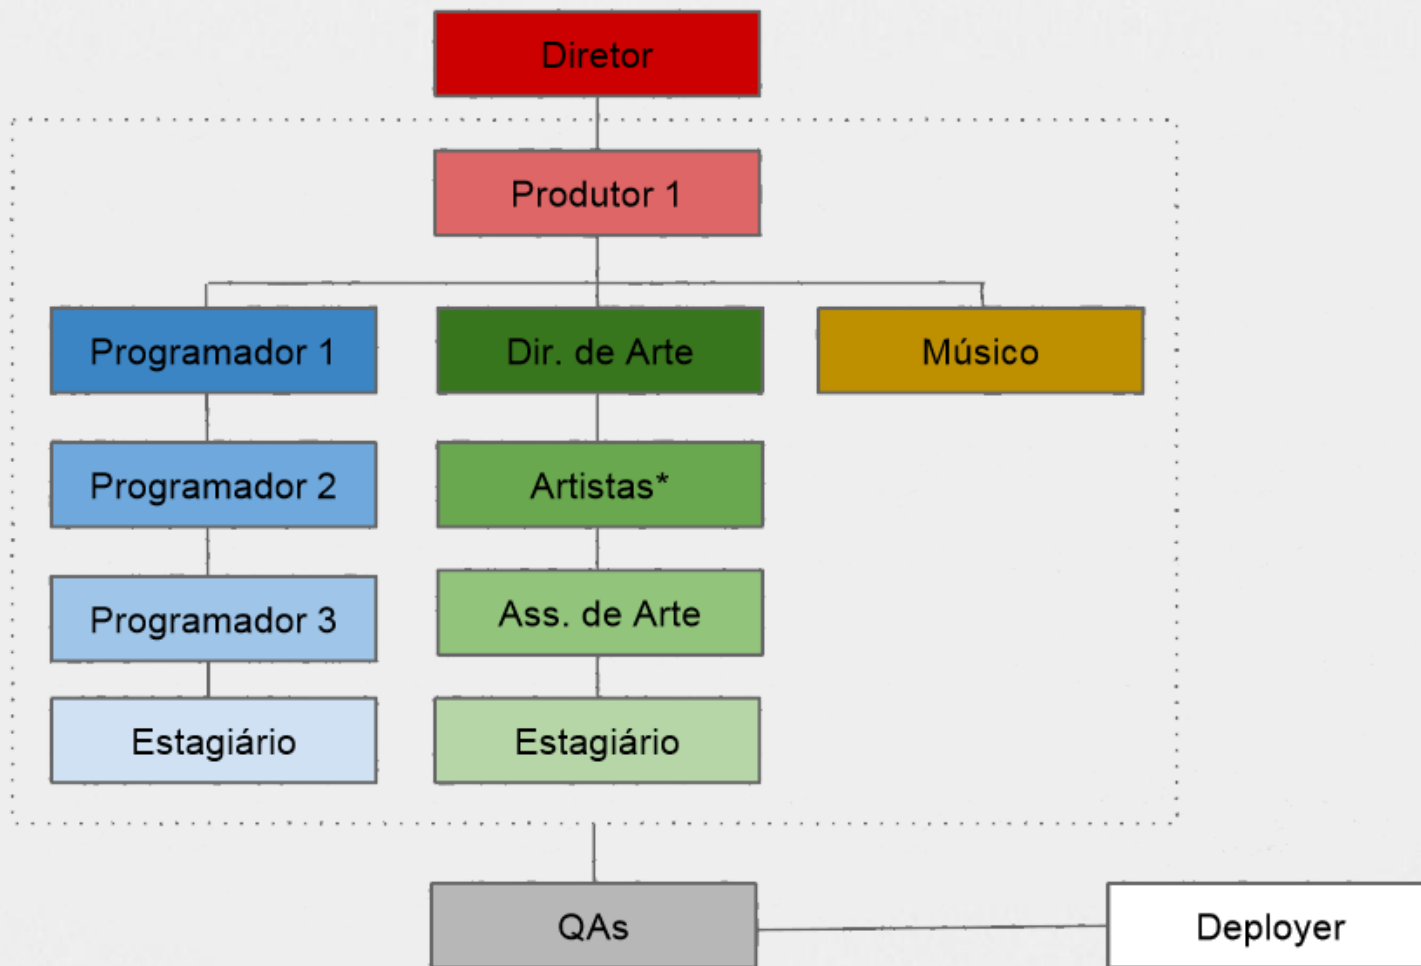 Diretor
Produtor 1
Programador 1
Dir. de Arte
Músico
Programador 2
Artistas*
Programador 3
Ass. de Arte
Estagiário
Estagiário
QAs
Deployer